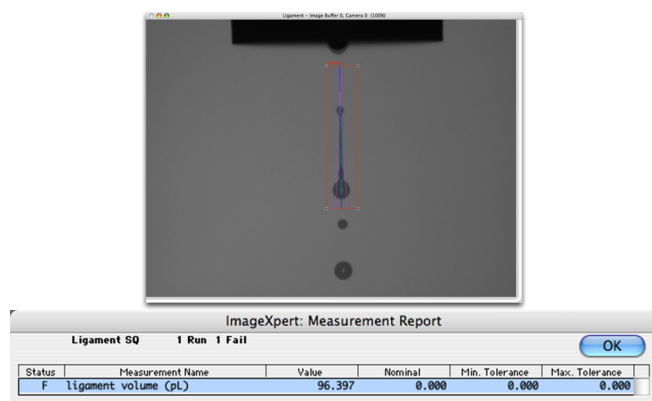 Ligament - Image Buffer 0, Camera 0 (100%)
ImageXpert: Measurement Report
Ligament SQ 1 Run 1 Fail
OK
Status Measurement Name Value Nominal Min. Tolerance Max. Tolerance
F ligament volume (pL) 96.397 0.000 0.000 0.000